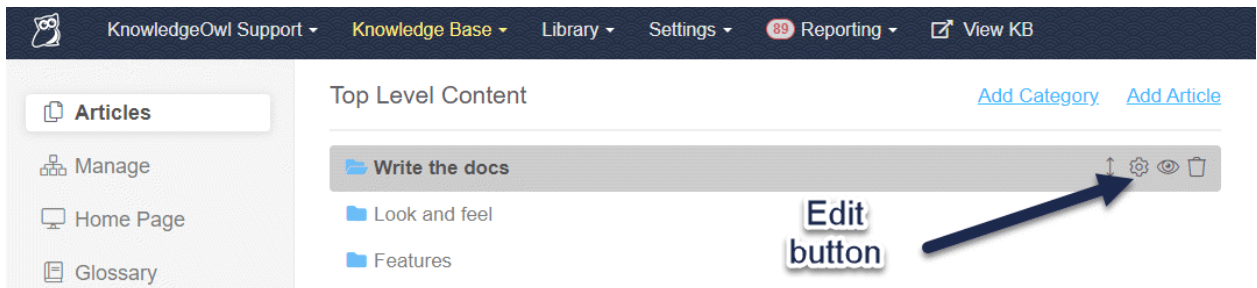 KnowledgeOwl Support Knowledge Base Library Settings 89 Reporting View KB
Articles
Manage
Home Page
Glossary
Top Level Content Add Category Add Article
Write the docs
Look and feel
Features
Edit
button